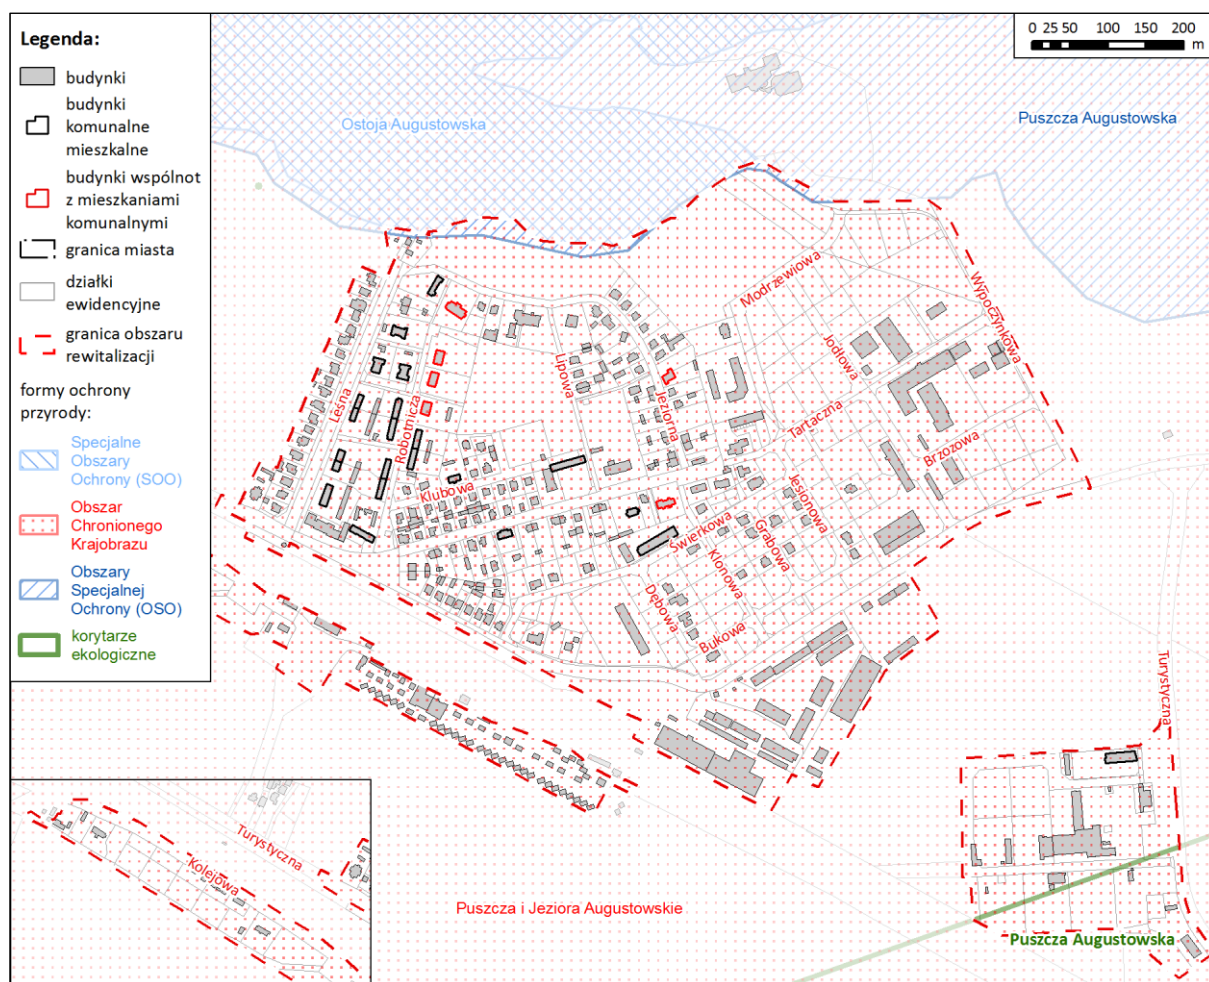 Legenda:
budynki
budynki
komunalne
mieszkalne
budynki wspólnot
z mieszkaniami
komunalnymi
granica miasta
działki
ewidencyjne
granica obszaru
rewitalizacji
formy ochrony
przyrody:
Specjalne
Obszary
Ochrony (SOO)
Obszar
Chronionego
Krajobrazu
Obszary
Specjalnej
Ochrony (OSO)
korytarze
ekologiczne
0 25 50 100 150 200
m
Ostoja Augustowska
Puszcza Augustowska
Modrzewiowa
Wypoczynkowa
Jodłowa
Lipowa
Jeziorna
Leśna
Robotnicza
Tartaczna
Brzozowa
Klubowa
Jesionowa
Świerkowa
Grabowa
Klonowa
Dębowa
Bukowa
Turystyczna
Turystyczna
Kolejowa
Puszcza i Jeziora Augustowskie
Puszcza Augustowska